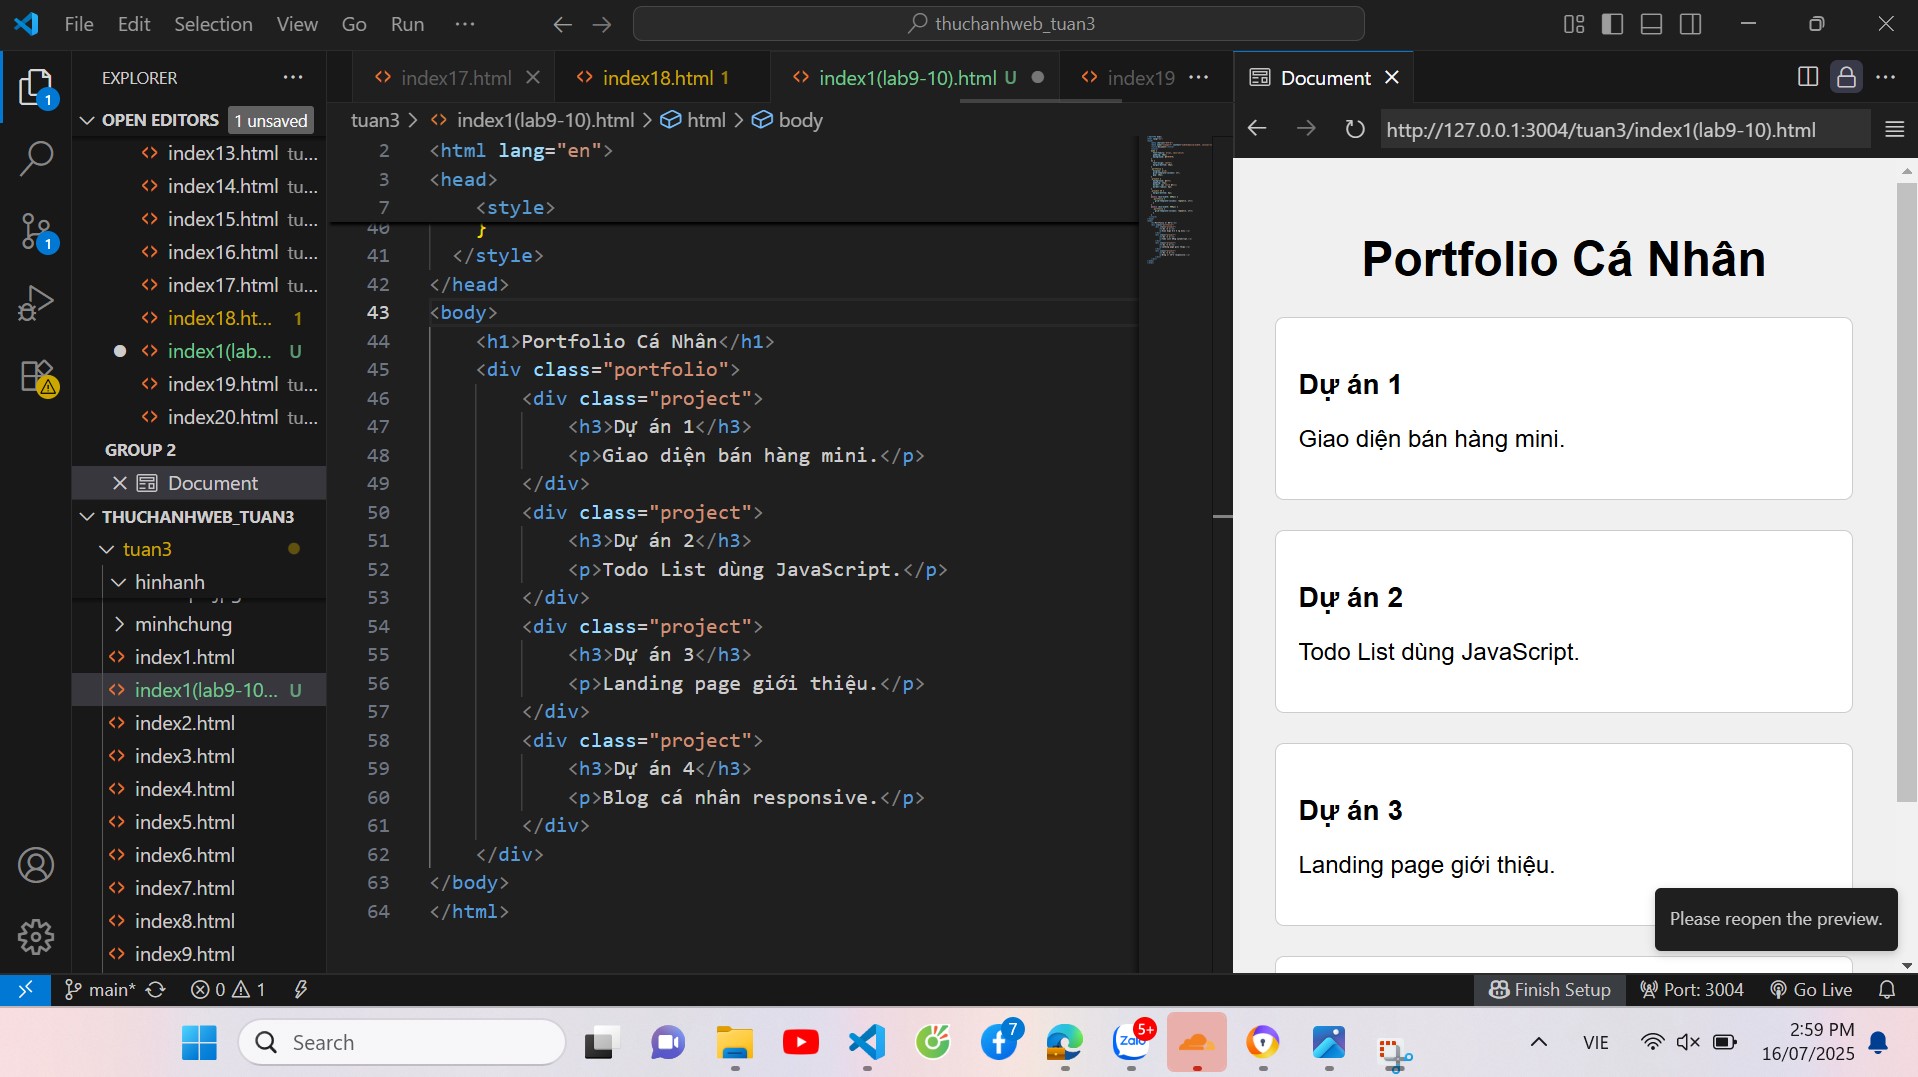 File Edit Selection View Go Run ···
thuchanhweb_tuan3
EXPLORER
OPEN EDITORS 1 unsaved
index13.html tu...
index14.html tu...
index15.html tu...
index16.html tu...
index17.html tu...
index18.ht... 1
index1(lab... U
index19.html tu...
index20.html tu...
GROUP 2
Document
THUCHANHWEB_TUAN3
tuan3
hinhanh
minhchung
index1.html
index1(lab9-10... U
index2.html
index3.html
index4.html
index5.html
index6.html
index7.html
index8.html
index9.html
1
1
index17.html
index18.html 1
index1(lab9-10).html U
index19 ···
tuan3 > index1(lab9-10).html > html > body
2 <html lang="en">
3 <head>
7 <style>
40 }
41 </style>
42 </head>
43 <body>
44 <h1>Portfolio Cá Nhân</h1>
45 <div class="portfolio">
46 <div class="project">
47 <h3>Dự án 1</h3>
48 <p>Giao diện bán hàng mini.</p>
49 </div>
50 <div class="project">
51 <h3>Dự án 2</h3>
52 <p>Todo List dùng JavaScript.</p>
53 </div>
54 <div class="project">
55 <h3>Dự án 3</h3>
56 <p>Landing page giới thiệu.</p>
57 </div>
58 <div class="project">
59 <h3>Dự án 4</h3>
60 <p>Blog cá nhân responsive.</p>
61 </div>
62 </div>
63 </body>
64 </html>
Document
http://127.0.0.1:3004/tuan3/index1(lab9-10).html
Portfolio Cá Nhân
Dự án 1
Giao diện bán hàng mini.
Dự án 2
Todo List dùng JavaScript.
Dự án 3
Landing page giới thiệu.
Please reopen the preview.
main* 0 1
Finish Setup Port: 3004 Go Live
Search
7
Zalo 5+
VIE
2:59 PM
16/07/2025